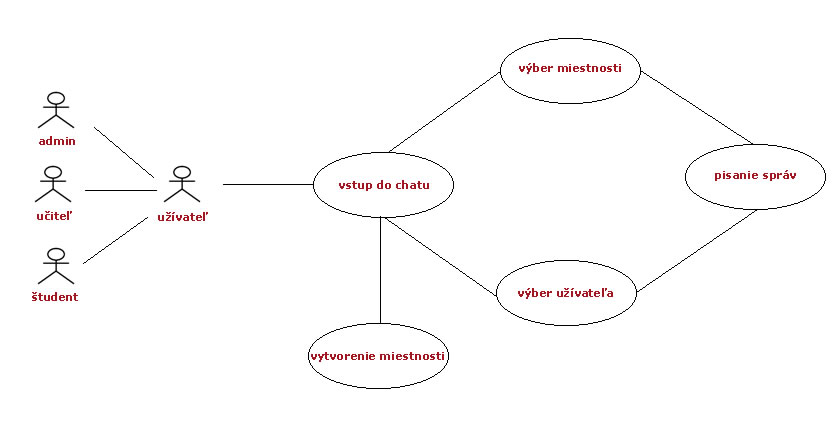 admin
učiteľ
študent
užívateľ
vstup do chatu
výber miestnosti
pisanie správ
výber užívateľa
vytvorenie miestnosti